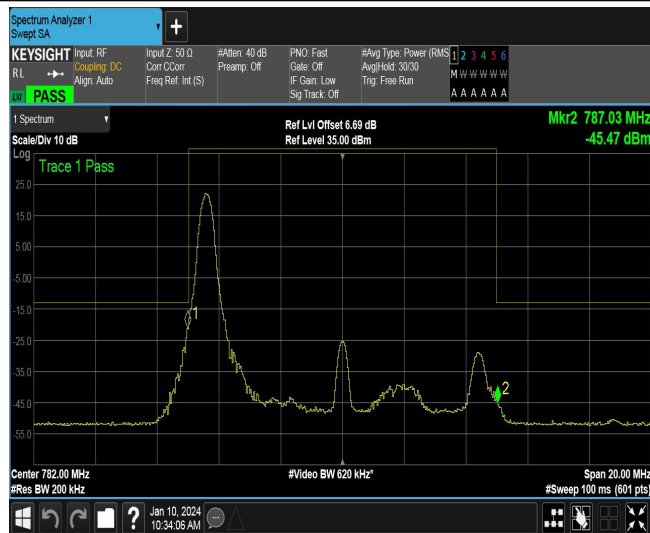 Spectrum Analyzer 1
Swept SA
+
KEYSIGHT
RL
LXI PASS
Input: RF
Coupling: DC
Align: Auto
Input Z: 50 Ω
Corr CCorr
Freq Ref: Int (S)
#Atten: 40 dB
Preamp: Off
PNO: Fast
Gate: Off
IF Gain: Low
Sig Track: Off
#Avg Type: Power (RMS
Avg|Hold: 30/30
Trig: Free Run
1 2 3 4 5 6
M W W W W W
A A A A A A
1 Spectrum
Scale/Div 10 dB
Ref Lvl Offset 6.69 dB
Ref Level 35.00 dBm
Mkr2 787.03 MHz
-45.47 dBm
Log
Trace 1 Pass
25.0
15.0
5.00
-5.00
-15.0
-25.0
-35.0
-45.0
-55.0
1
2
Center 782.00 MHz
#Res BW 200 kHz
#Video BW 620 kHz*
Span 20.00 MHz
#Sweep 100 ms (601 pts)
?
Jan 10, 2024
10:34:06 AM